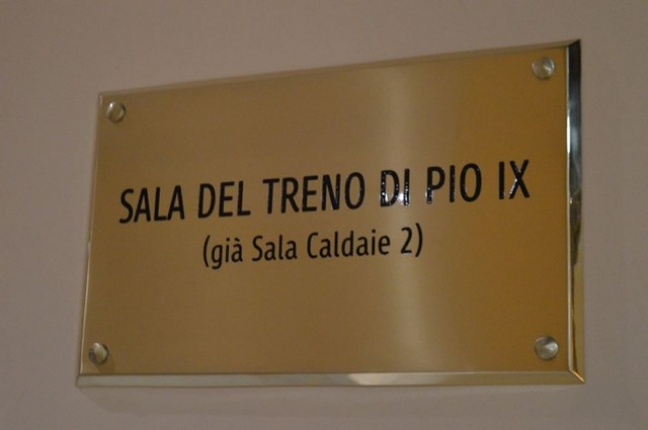 SALA DEL TRENO DI PIO IX
(già Sala Caldaie 2)